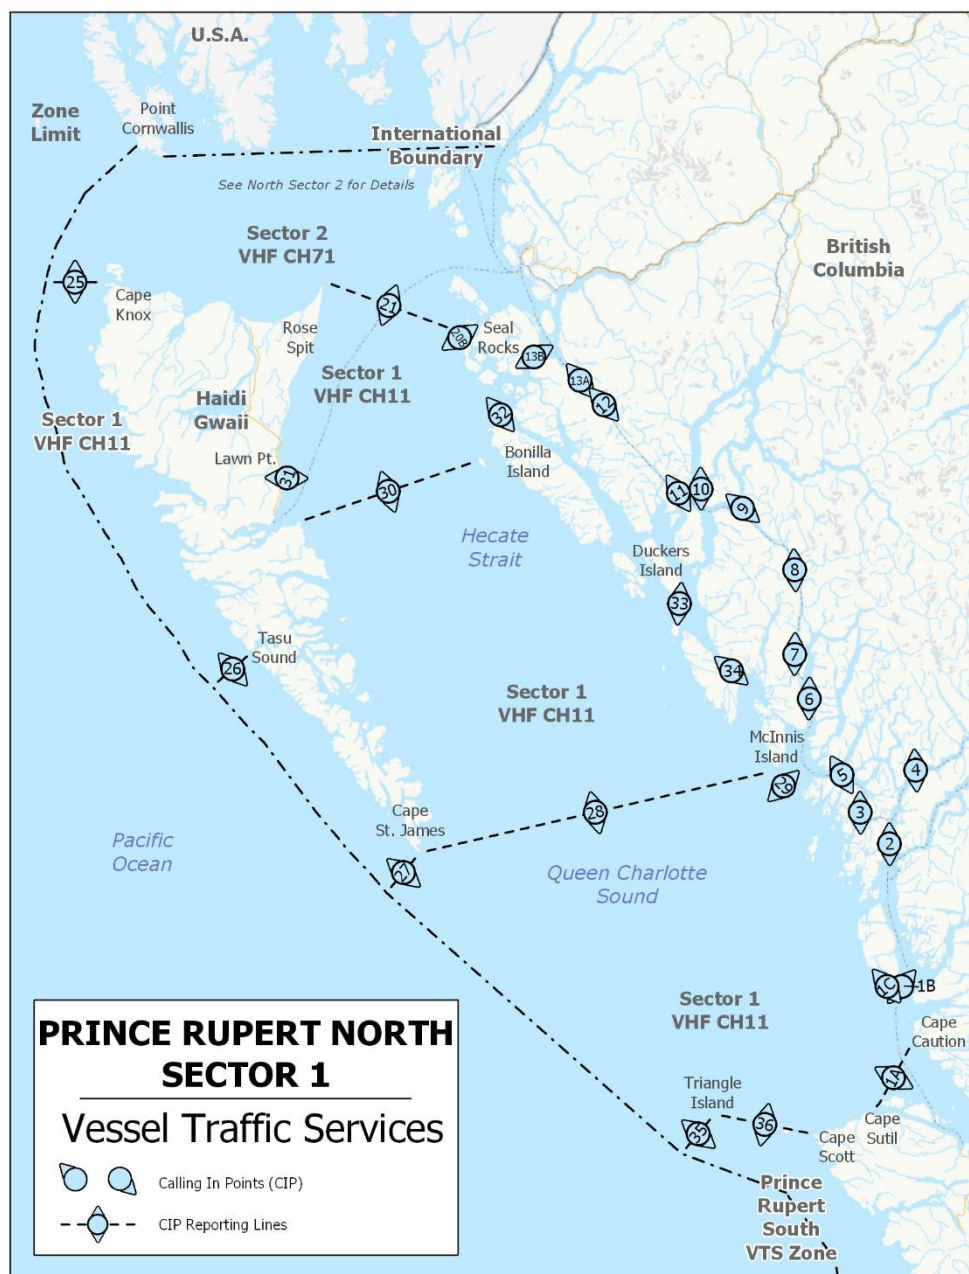 U.S.A.
Zone
Limit
Point
Cornwallis
International
Boundary
See North Sector 2 for Details
Sector 2
VHF CH71
British
Columbia
25
Cape
Knox
21
Rose
Spit
20B
Seal
Rocks
13B
13A
12
Sector 1
VHF CH11
Haidi
Gwaii
Sector 1
VHF CH11
32
Lawn Pt.
31
Bonilla
Island
30
11
10
9
Hecate
Strait
Duckers
Island
8
33
Tasu
Sound
26
7
34
6
Sector 1
VHF CH11
McInnis
Island
29
5
4
3
28
2
Cape
St. James
27
Pacific
Ocean
Queen Charlotte
Sound
1C
1B
Sector 1
VHF CH11
Cape
Caution
1A
Triangle
Island
35
36
Cape
Sutil
Cape
Scott
Prince
Rupert
South
VTS Zone
PRINCE RUPERT NORTH
SECTOR 1
Vessel Traffic Services
Calling In Points (CIP)
CIP Reporting Lines